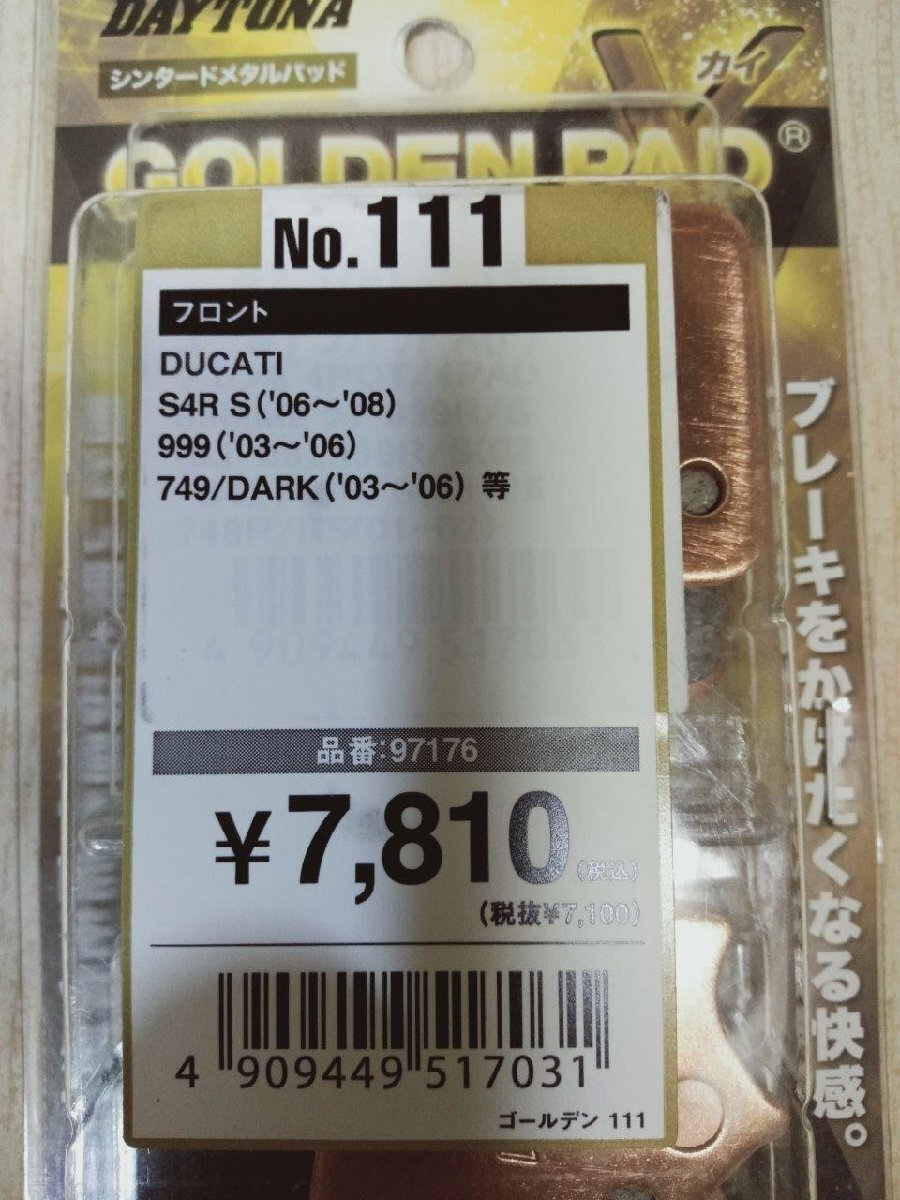 DAYTONA
シンタードメタルパッド
カイ
GOLDEN PAD®
No.111
フロント
DUCATI
S4R S('06～'08)
999('03～'06)
749/DARK('03～'06) 等
品番:97176
¥7,810(税込)
(税抜¥7,100)
4 909449 517031
ゴールデン 111
ブレーキをかけたくなる快感。